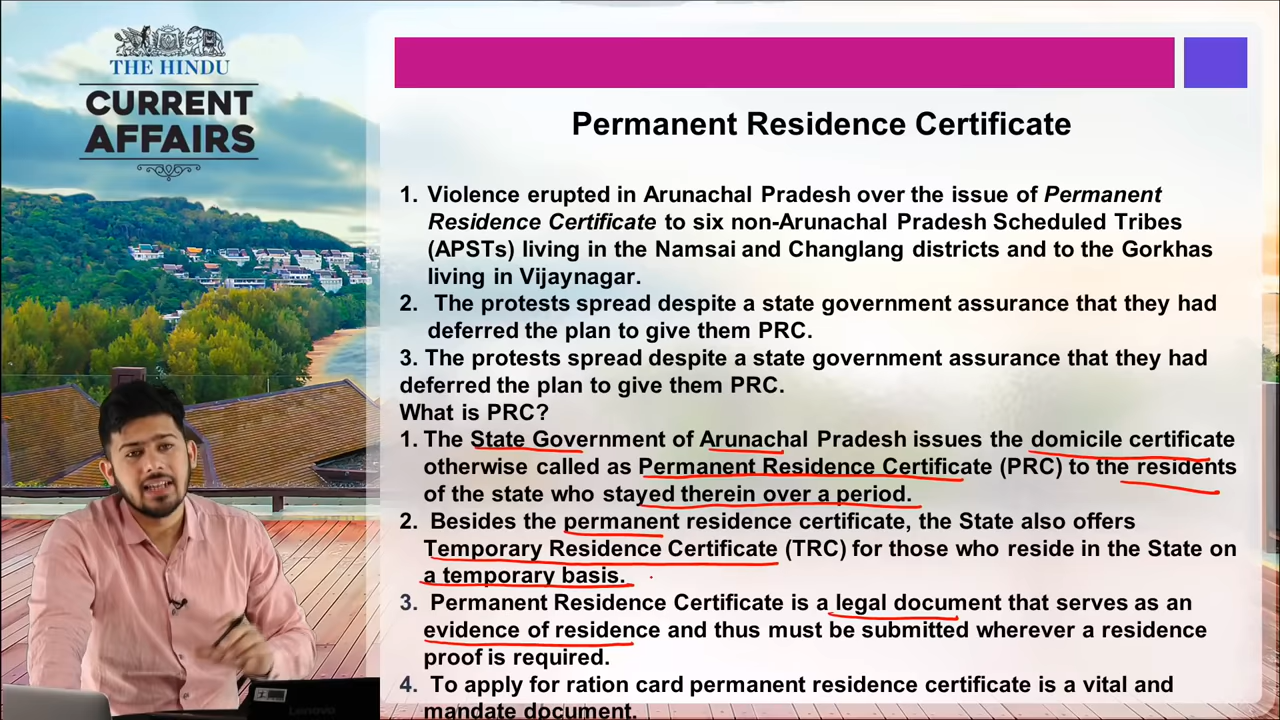 THE HINDU
CURRENT
AFFAIRS
Permanent Residence Certificate
1. Violence erupted in Arunachal Pradesh over the issue of Permanent
Residence Certificate to six non-Arunachal Pradesh Scheduled Tribes
(APSTs) living in the Namsai and Changlang districts and to the Gorkhas
living in Vijaynagar.
2. The protests spread despite a state government assurance that they had
deferred the plan to give them PRC.
3. The protests spread despite a state government assurance that they had
deferred the plan to give them PRC.
What is PRC?
1. The State Government of Arunachal Pradesh issues the domicile certificate
otherwise called as Permanent Residence Certificate (PRC) to the residents
of the state who stayed therein over a period.
2. Besides the permanent residence certificate, the State also offers
Temporary Residence Certificate (TRC) for those who reside in the State on
a temporary basis.
3. Permanent Residence Certificate is a legal document that serves as an
evidence of residence and thus must be submitted wherever a residence
proof is required.
4. To apply for ration card permanent residence certificate is a vital and
mandate document.
Lenovo